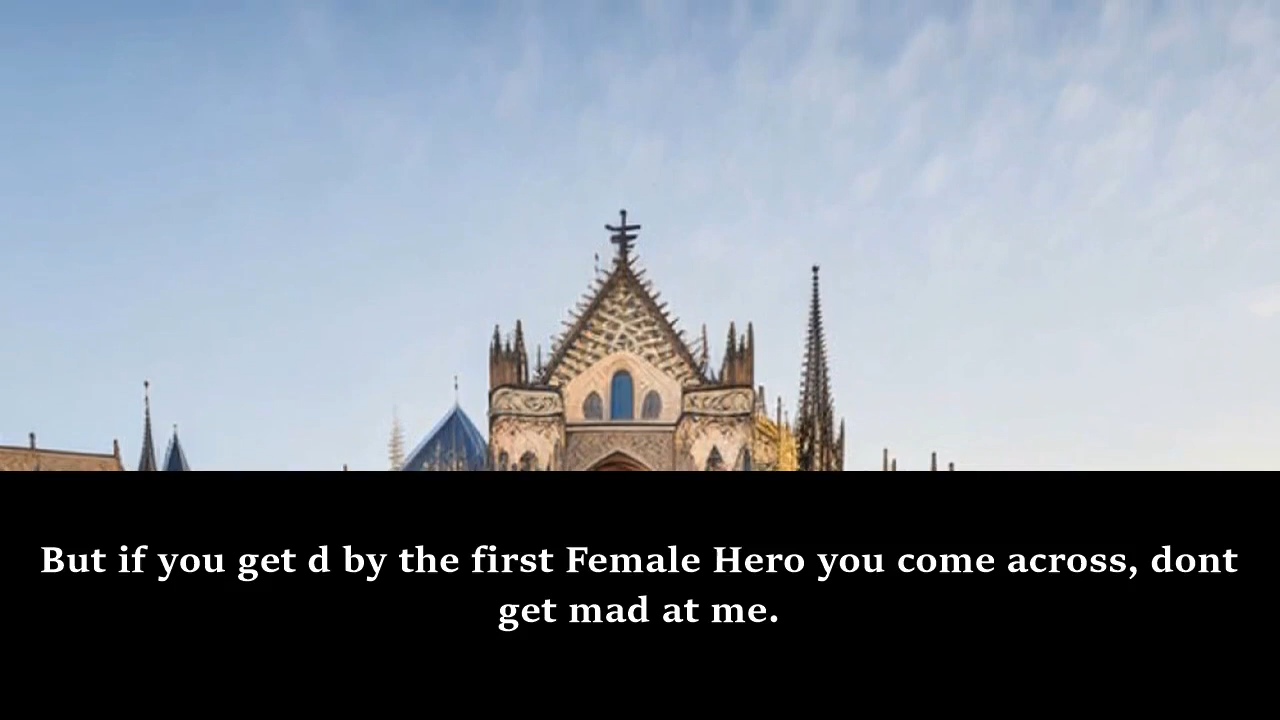 But if you get d by the first Female Hero you come across, dont
get mad at me.